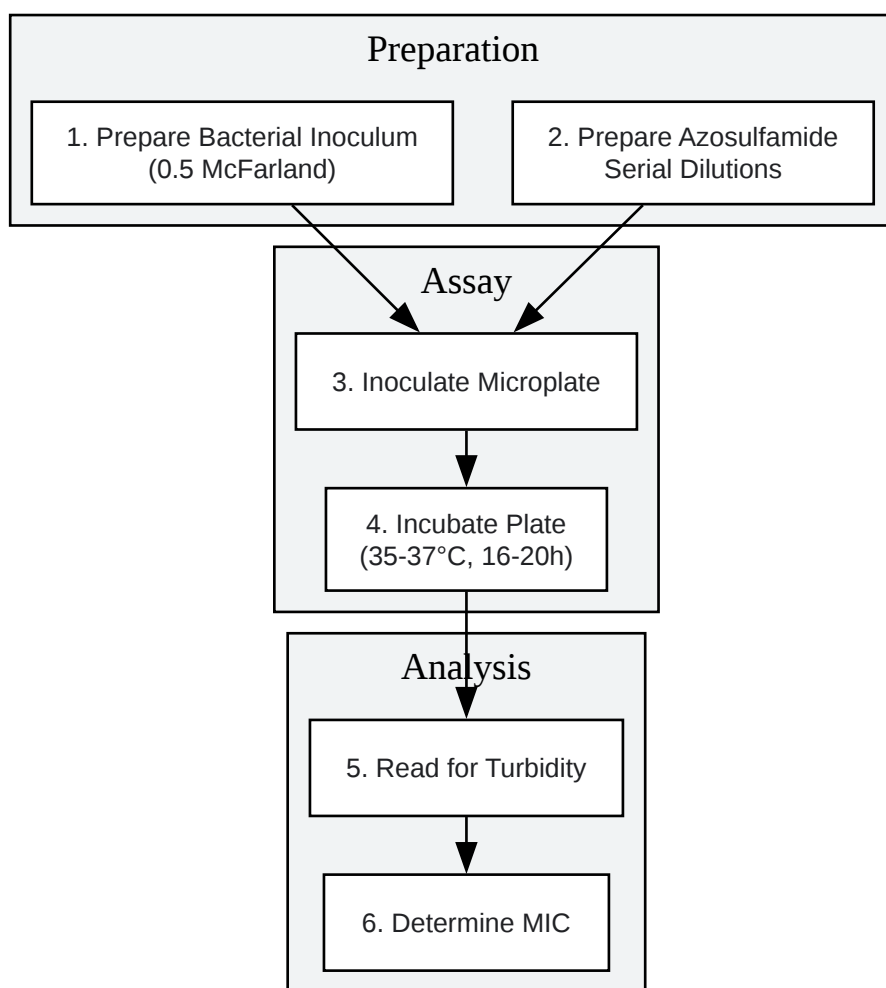 Preparation
1. Prepare Bacterial Inoculum
(0.5 McFarland)
2. Prepare Azosulfamide
Serial Dilutions
Assay
3. Inoculate Microplate
4. Incubate Plate
(35-37°C, 16-20h)
Analysis
5. Read for Turbidity
6. Determine MIC